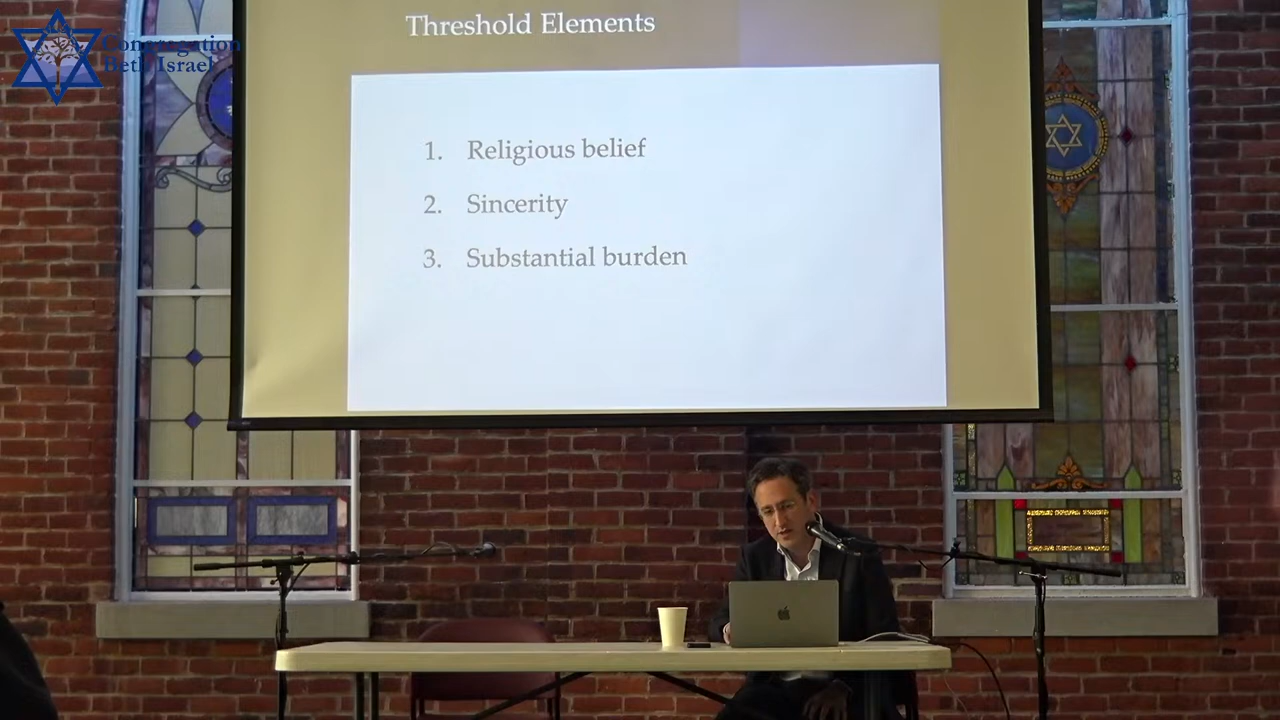 Congregation
Beth Israel
Threshold Elements
1. Religious belief
2. Sincerity
3. Substantial burden